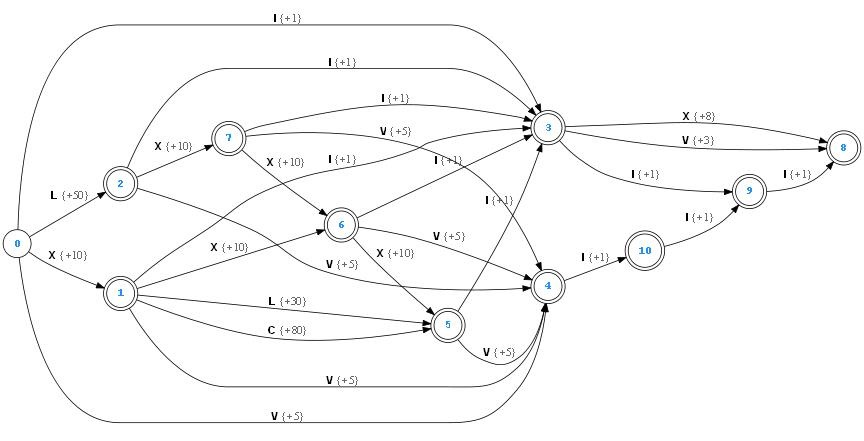 I {+1}
I {+1}
I {+1}
X {+8}
7
V {+5}
3
V {+3}
X {+10}
8
I {+1}
X {+10}
I {+1}
2
I {+1}
I {+1}
9
L {+50}
I {+1}
I {+1}
6
X {+10}
V {+5}
0
X {+10}
X {+10}
10
V {+5}
I {+1}
4
1
L {+30}
5
C {+80}
V {+5}
V {+5}
V {+5}